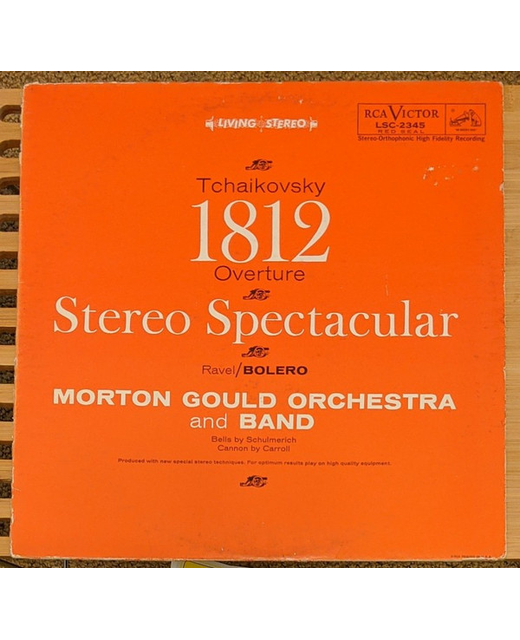 LIVING STEREO
RCA VICTOR
LSC-2345
RED SEAL
Stereo-Orthophonic High Fidelity Recording
Tchaikovsky
1812
Overture
Stereo Spectacular
Ravel/BOLERO
MORTON GOULD ORCHESTRA
and BAND
Bells by Schulmerich
Cannon by Carroll
Produced with new special stereo techniques. For optimum results play on high quality equipment.